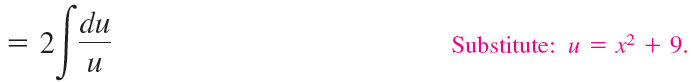 = 2∫ du/u    Substitute: u = x² + 9.